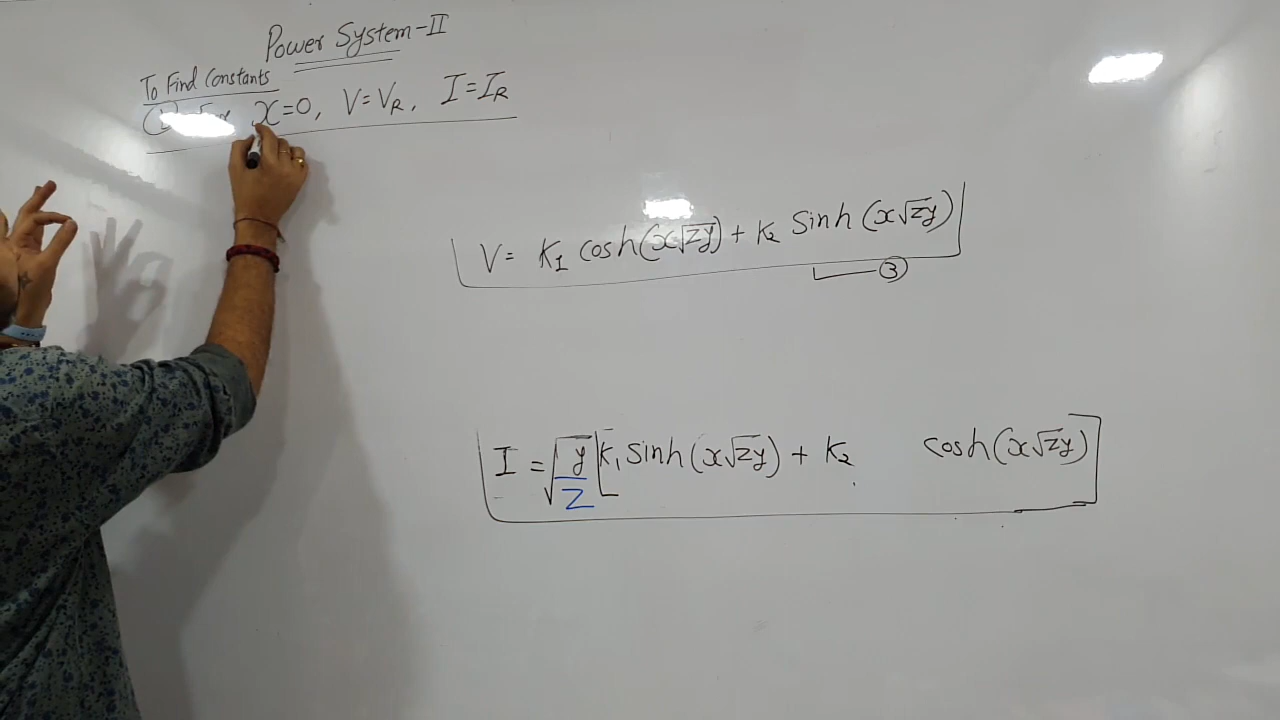 Power System-II
To Find Constants
x=0, V=V_R, I=I_R
V= K_1 cosh(x√zy)+ K_2 Sinh(x√zy)
③
I = √y/z [k_1 sinh(x√zy) + k_2 cosh(x√zy)]